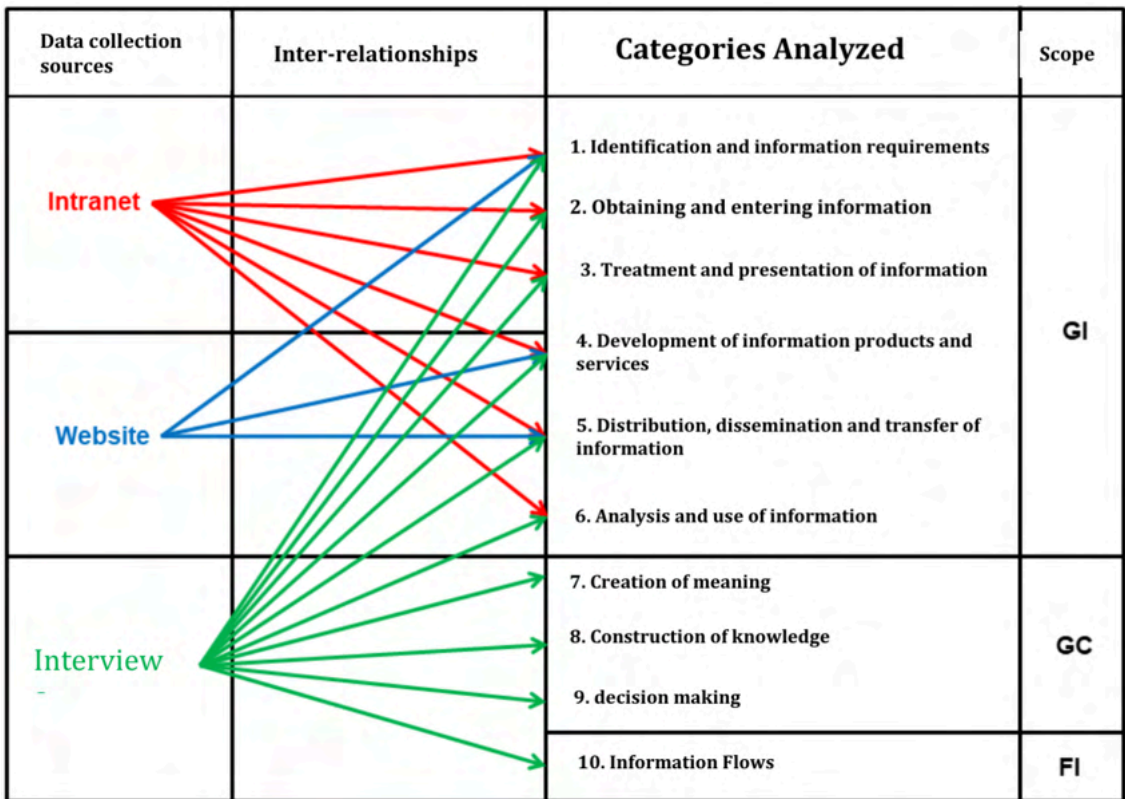 Data collection
sources
Inter-relationships
Categories Analyzed
Scope
Intranet
1. Identification and information requirements
2. Obtaining and entering information
3. Treatment and presentation of information
GI
4. Development of information products and
services
Website
5. Distribution, dissemination and transfer of
information
6. Analysis and use of information
Interview
7. Creation of meaning
8. Construction of knowledge
GC
9. decision making
10. Information Flows
FI